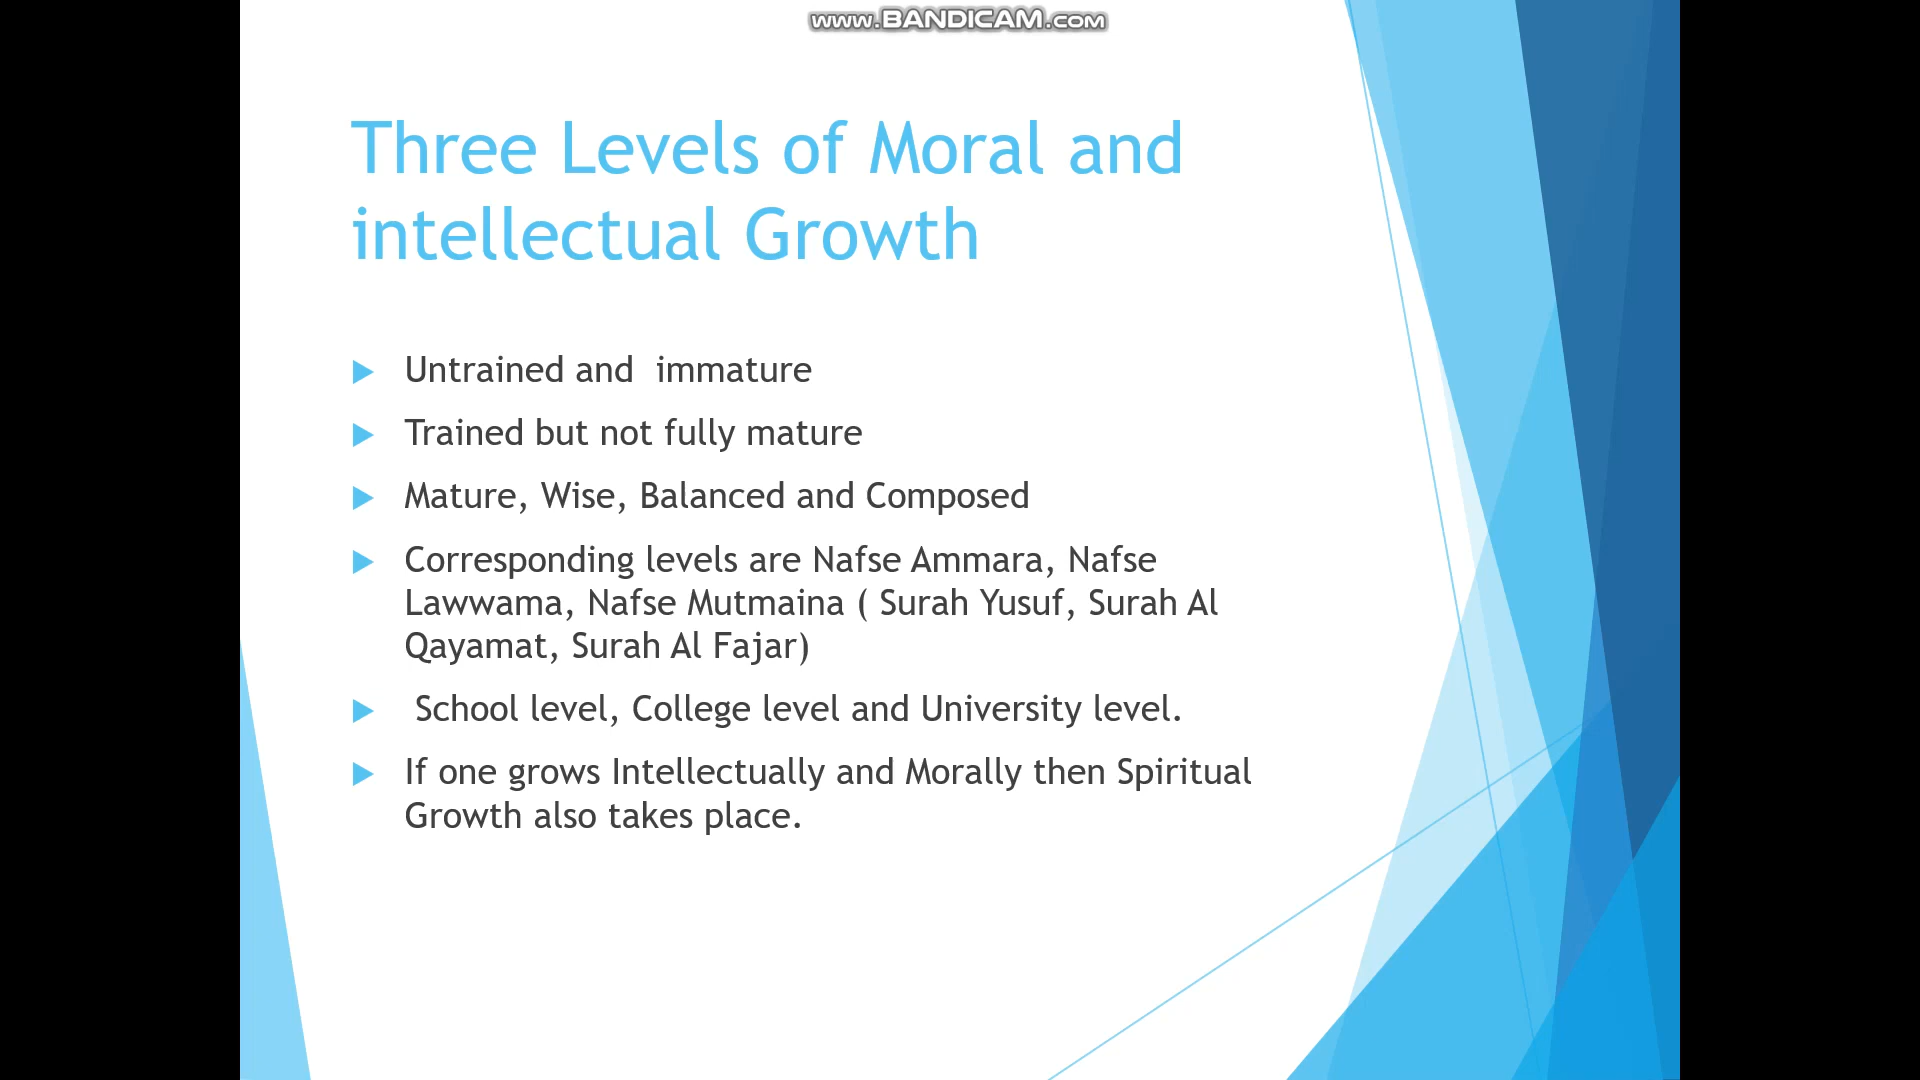 www.BANDICAM.com
Three Levels of Moral and
intellectual Growth
Untrained and  immature
Trained but not fully mature
Mature, Wise, Balanced and Composed
Corresponding levels are Nafse Ammara, Nafse
Lawwama, Nafse Mutmaina ( Surah Yusuf, Surah Al
Qayamat, Surah Al Fajar)
School level, College level and University level.
If one grows Intellectually and Morally then Spiritual
Growth also takes place.